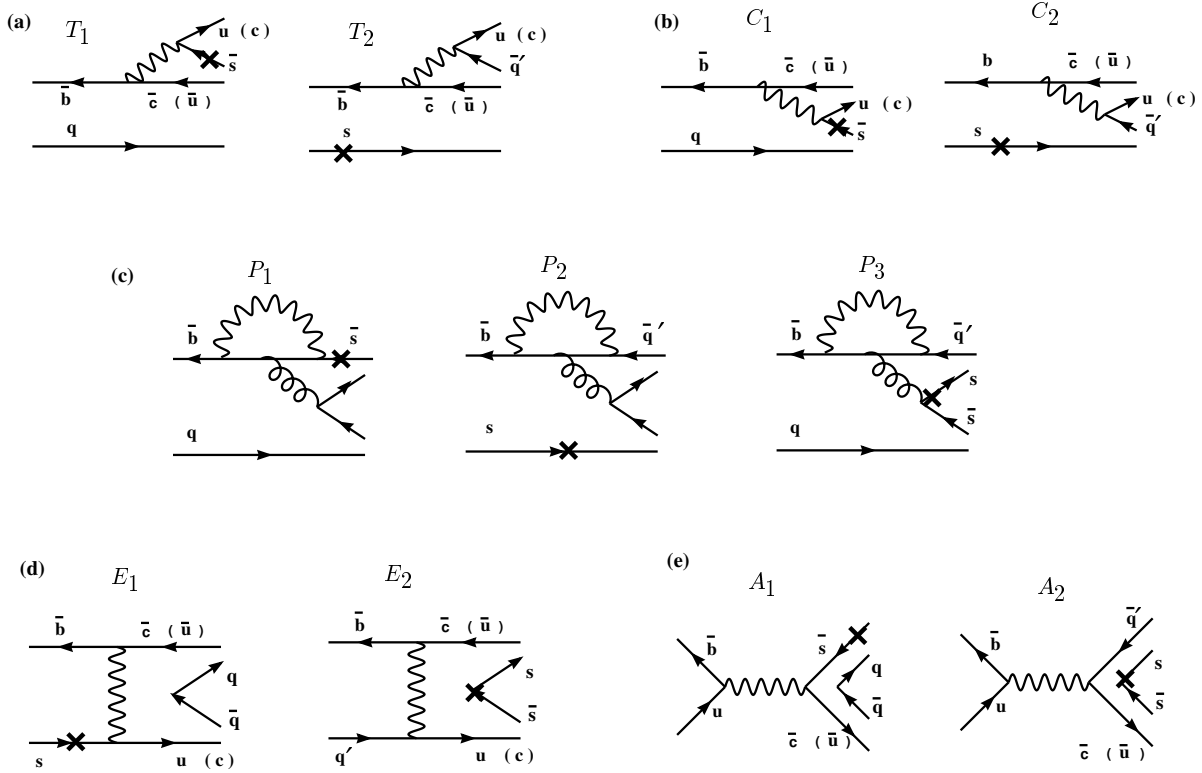 (a) T1 T2 (b) C1 C2
u (c) s̄ b̄ c̄ (ū) q
u (c) q̄′ b̄ c̄ (ū) s
b̄ c̄ (ū) u (c) s̄ q
b c̄ (ū) u (c) q̄′ s
(c) P1 P2 P3
b̄ s̄ q
b̄ q̄′ s
b̄ q̄′ s s̄ q
(d) E1 E2 (e) A1 A2
b̄ c̄ (ū) q q̄ s u (c)
b̄ c̄ (ū) s s̄ q′ u (c)
b̄ u s̄ q q̄ c̄ (ū)
b̄ u q̄′ s s̄ c̄ (ū)